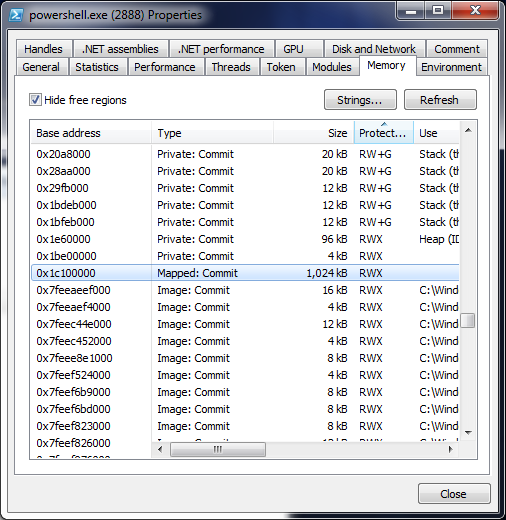 powershell.exe (2888) Properties
Handles .NET assemblies .NET performance GPU Disk and Network Comment
General Statistics Performance Threads Token Modules Memory Environment
Hide free regions Strings... Refresh
Base address Type Size Protect... Use
0x20a8000 Private: Commit 20 kB RW+G Stack (th
0x28aa000 Private: Commit 20 kB RW+G Stack (th
0x29fb000 Private: Commit 12 kB RW+G Stack (th
0x1bdeb000 Private: Commit 12 kB RW+G Stack (th
0x1bfeb000 Private: Commit 12 kB RW+G Stack (th
0x1e60000 Private: Commit 96 kB RWX Heap (ID
0x1be00000 Private: Commit 4 kB RWX
0x1c100000 Mapped: Commit 1,024 kB RWX
0x7feeaeef000 Image: Commit 16 kB RWX C:\Wind
0x7feeaef4000 Image: Commit 4 kB RWX C:\Wind
0x7feec44e000 Image: Commit 12 kB RWX C:\Wind
0x7feec452000 Image: Commit 4 kB RWX C:\Wind
0x7feee8e1000 Image: Commit 8 kB RWX C:\Wind
0x7feef524000 Image: Commit 4 kB RWX C:\Wind
0x7feef6b9000 Image: Commit 8 kB RWX C:\Wind
0x7feef6bd000 Image: Commit 8 kB RWX C:\Wind
0x7feef823000 Image: Commit 8 kB RWX C:\Wind
0x7feef826000 Image: Commit 12 kB RWX C:\Wind
Close